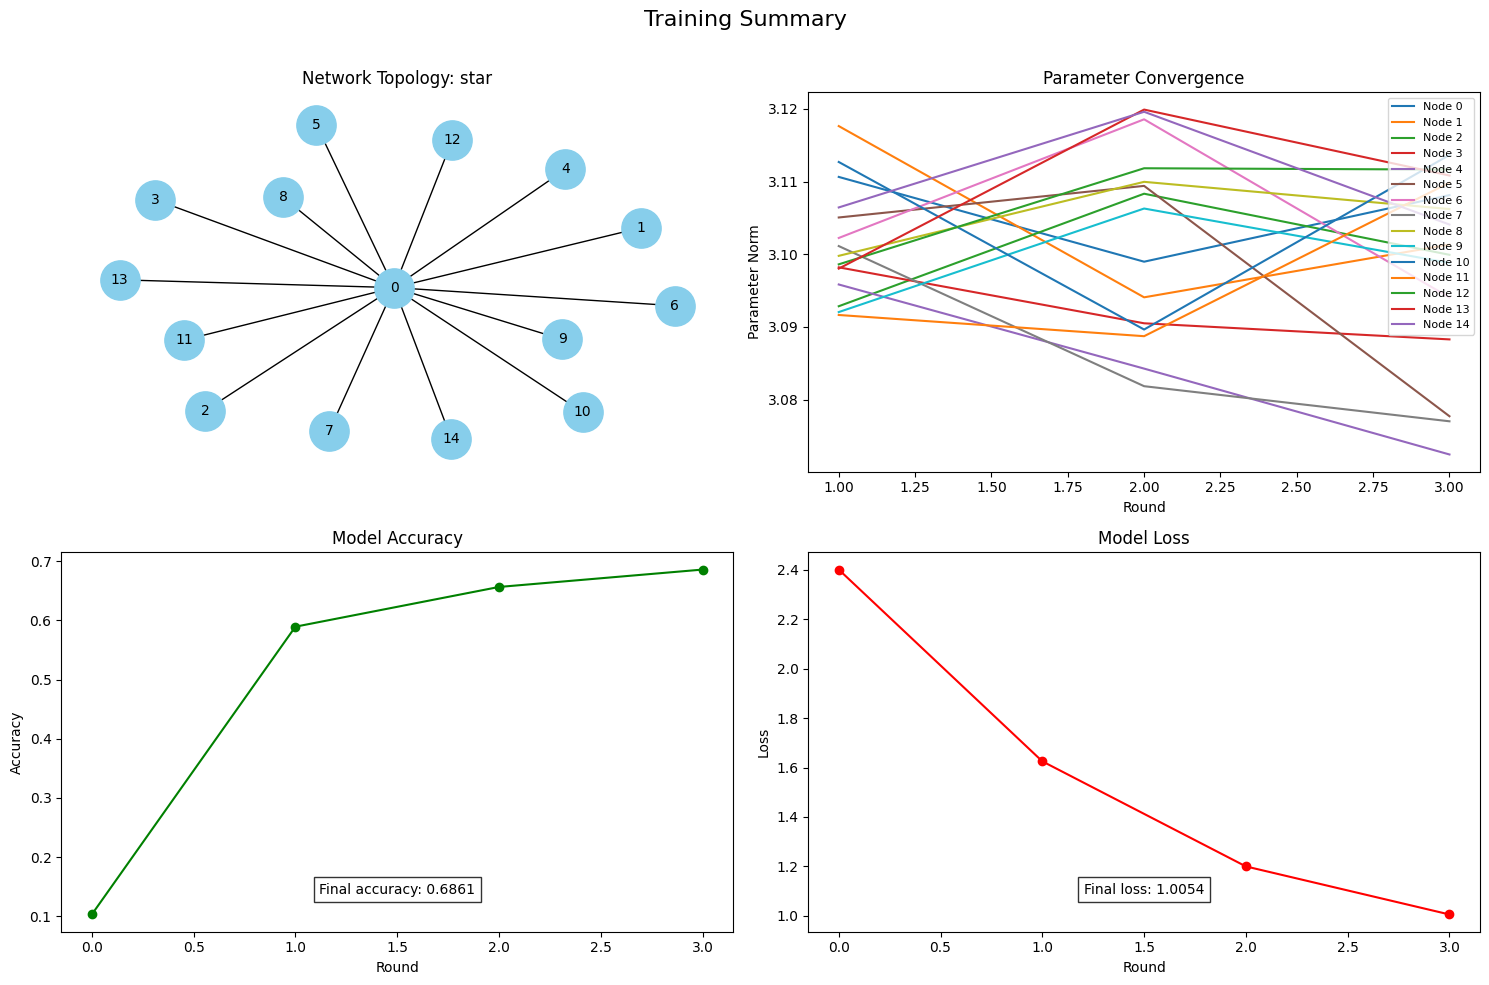 Training Summary
Network Topology: star
5
12
4
8
3
1
13
0
6
11
9
2
10
7
14
Parameter Convergence
Parameter Norm
3.12
3.11
3.10
3.09
3.08
Node 0
Node 1
Node 2
Node 3
Node 4
Node 5
Node 6
Node 7
Node 8
Node 9
Node 10
Node 11
Node 12
Node 13
Node 14
1.00 1.25 1.50 1.75 2.00 2.25 2.50 2.75 3.00
Round
Model Accuracy
Accuracy
0.7
0.6
0.5
0.4
0.3
0.2
0.1
Final accuracy: 0.6861
0.0 0.5 1.0 1.5 2.0 2.5 3.0
Round
Model Loss
Loss
2.4
2.2
2.0
1.8
1.6
1.4
1.2
1.0
Final loss: 1.0054
0.0 0.5 1.0 1.5 2.0 2.5 3.0
Round